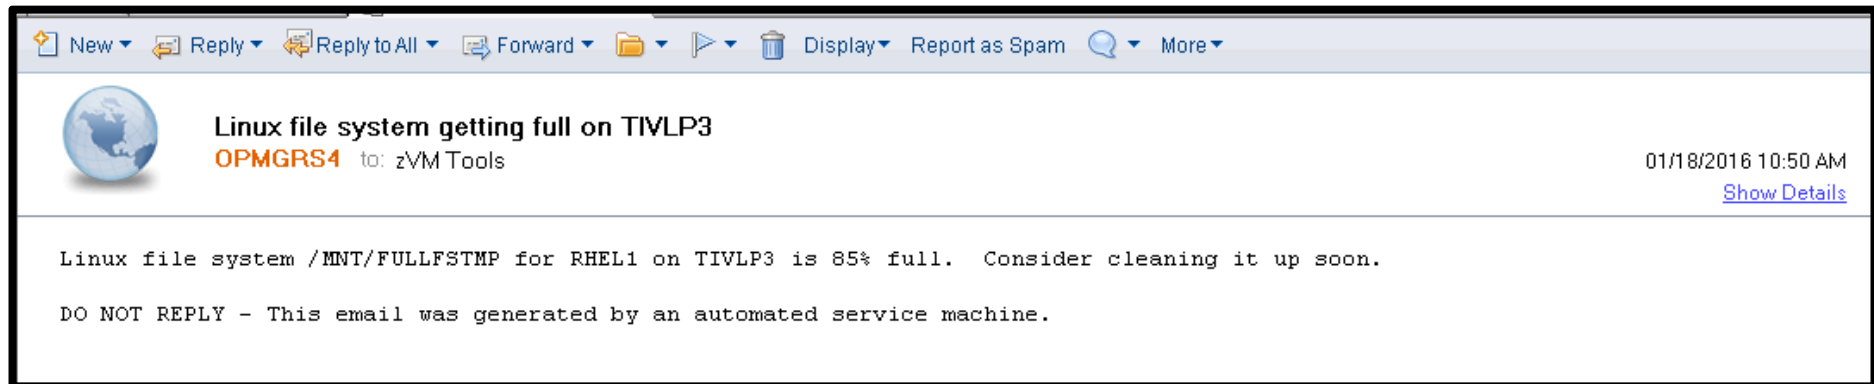 New Reply Reply to All Forward Display Report as Spam More
Linux file system getting full on TIVLP3
OPMGRS4 to: zVM Tools
01/18/2016 10:50 AM
Show Details
Linux file system /MNT/FULLFSTMP for RHEL1 on TIVLP3 is 85% full. Consider cleaning it up soon.
DO NOT REPLY - This email was generated by an automated service machine.